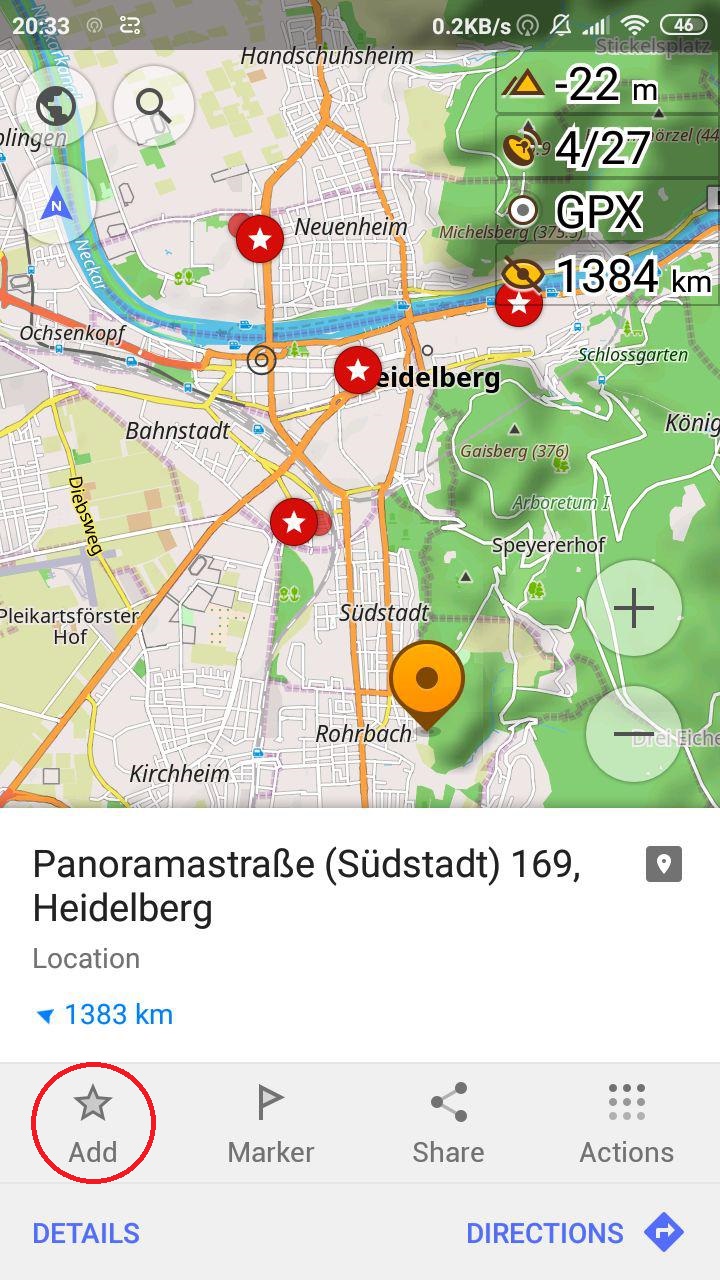 20:33
0.2KB/s
46
Stickelsplatz
Handschuhsheim
-22 m
4/27
GPX
1384 km
N
Neckar
Neuenheim
Michelsberg (375.5)
Ochsenkopf
Schlossgarten
eidelberg
Bahnstadt
König
Gaisberg (376)
Diebsweg
Arboretum I
Speyererhof
Pleikartsförster
Hof
Südstadt
Rohrbach
Drei Eiche
Kirchheim
Panoramastraße (Südstadt) 169,
Heidelberg
Location
1383 km
Add
Marker
Share
Actions
DETAILS
DIRECTIONS